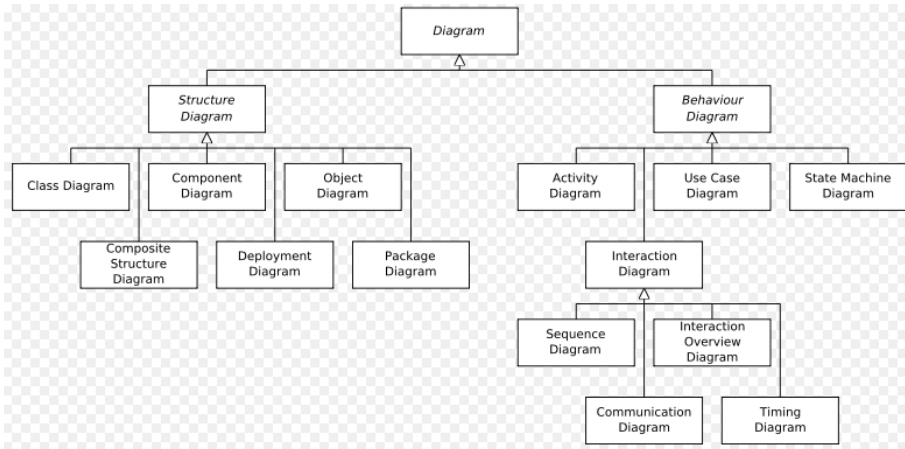 Diagram
Structure
Diagram
Behaviour
Diagram
Class Diagram
Component
Diagram
Object
Diagram
Activity
Diagram
Use Case
Diagram
State Machine
Diagram
Composite
Structure
Diagram
Deployment
Diagram
Package
Diagram
Interaction
Diagram
Sequence
Diagram
Interaction
Overview
Diagram
Communication
Diagram
Timing
Diagram